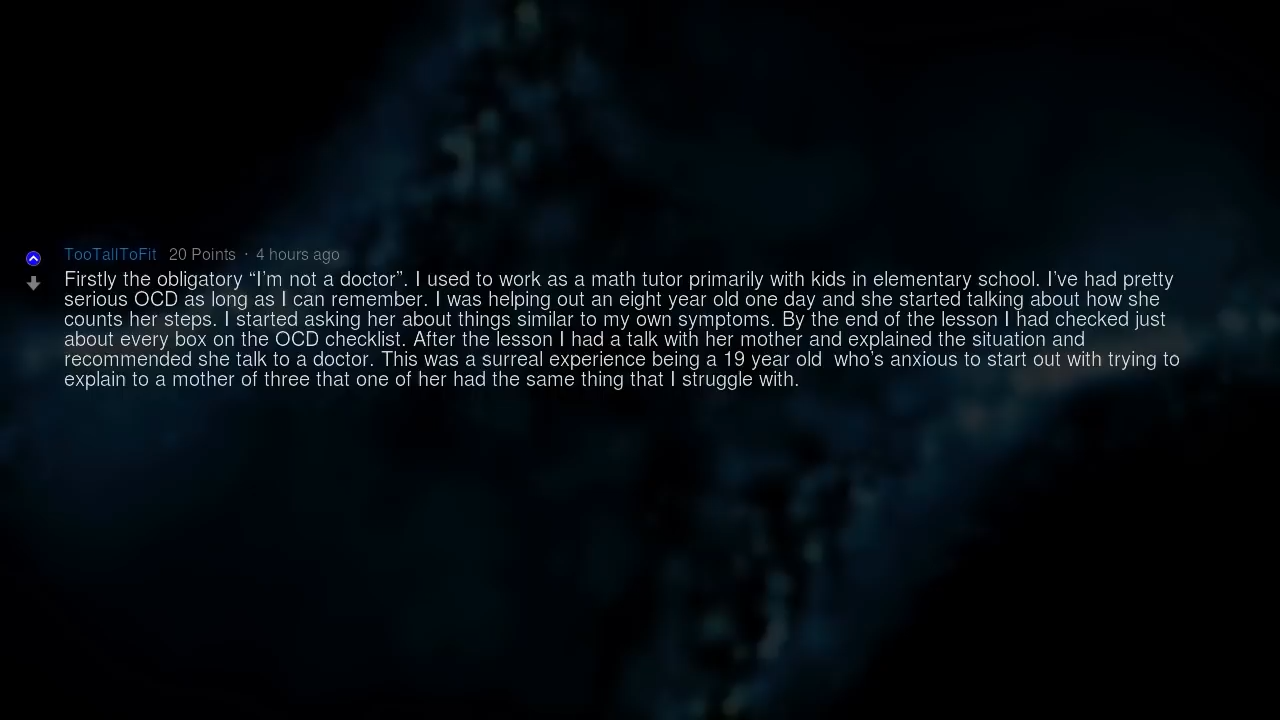 TooTallToFit 20 Points · 4 hours ago
Firstly the obligatory “I’m not a doctor”. I used to work as a math tutor primarily with kids in elementary school. I’ve had pretty
serious OCD as long as I can remember. I was helping out an eight year old one day and she started talking about how she
counts her steps. I started asking her about things similar to my own symptoms. By the end of the lesson I had checked just
about every box on the OCD checklist. After the lesson I had a talk with her mother and explained the situation and
recommended she talk to a doctor. This was a surreal experience being a 19 year old  who’s anxious to start out with trying to
explain to a mother of three that one of her had the same thing that I struggle with.